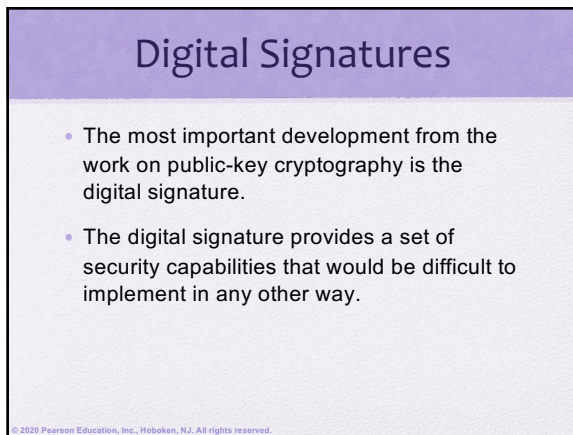 Digital Signatures
• The most important development from the
work on public-key cryptography is the
digital signature.
• The digital signature provides a set of
security capabilities that would be difficult to
implement in any other way.
© 2020 Pearson Education, Inc., Hoboken, NJ. All rights reserved.